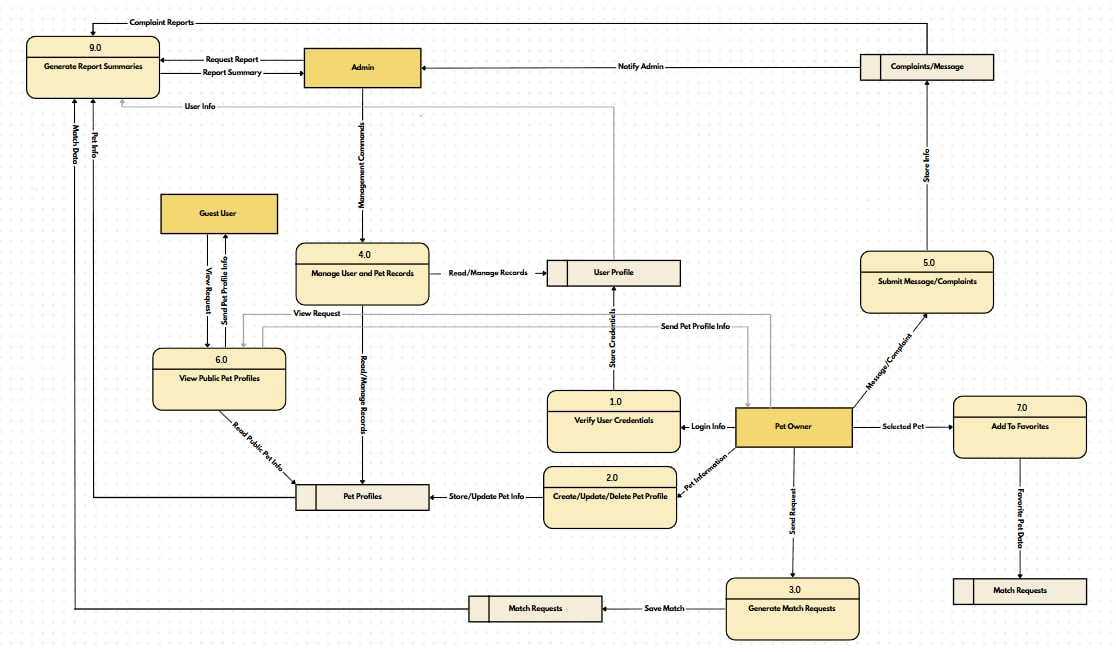 Complaint Reports
9.0
Generate Report Summaries
Request Report
Report Summary
Admin
Notify Admin
Complaints/Message
User Info
Match Data
Pet Info
Management Commands
Store Info
Guest User
View Request
Send Pet Profile Info
4.0
Manage User and Pet Records
Read/Manage Records
User Profile
5.0
Submit Message/Complaints
View Request
Send Pet Profile Info
Store Credenticls
Message/Complaint
6.0
View Public Pet Profiles
Read/Manage Records
1.0
Verify User Credentials
Login Info
Pet Owner
Selected Pet
7.0
Add To Favorites
Read Public Pet Info
Pet Information
2.0
Create/Update/Delete Pet Profile
Store/Update Pet Info
Pet Profiles
Send Request
Favorite Pet Data
3.0
Generate Match Requests
Save Match
Match Requests
Match Requests